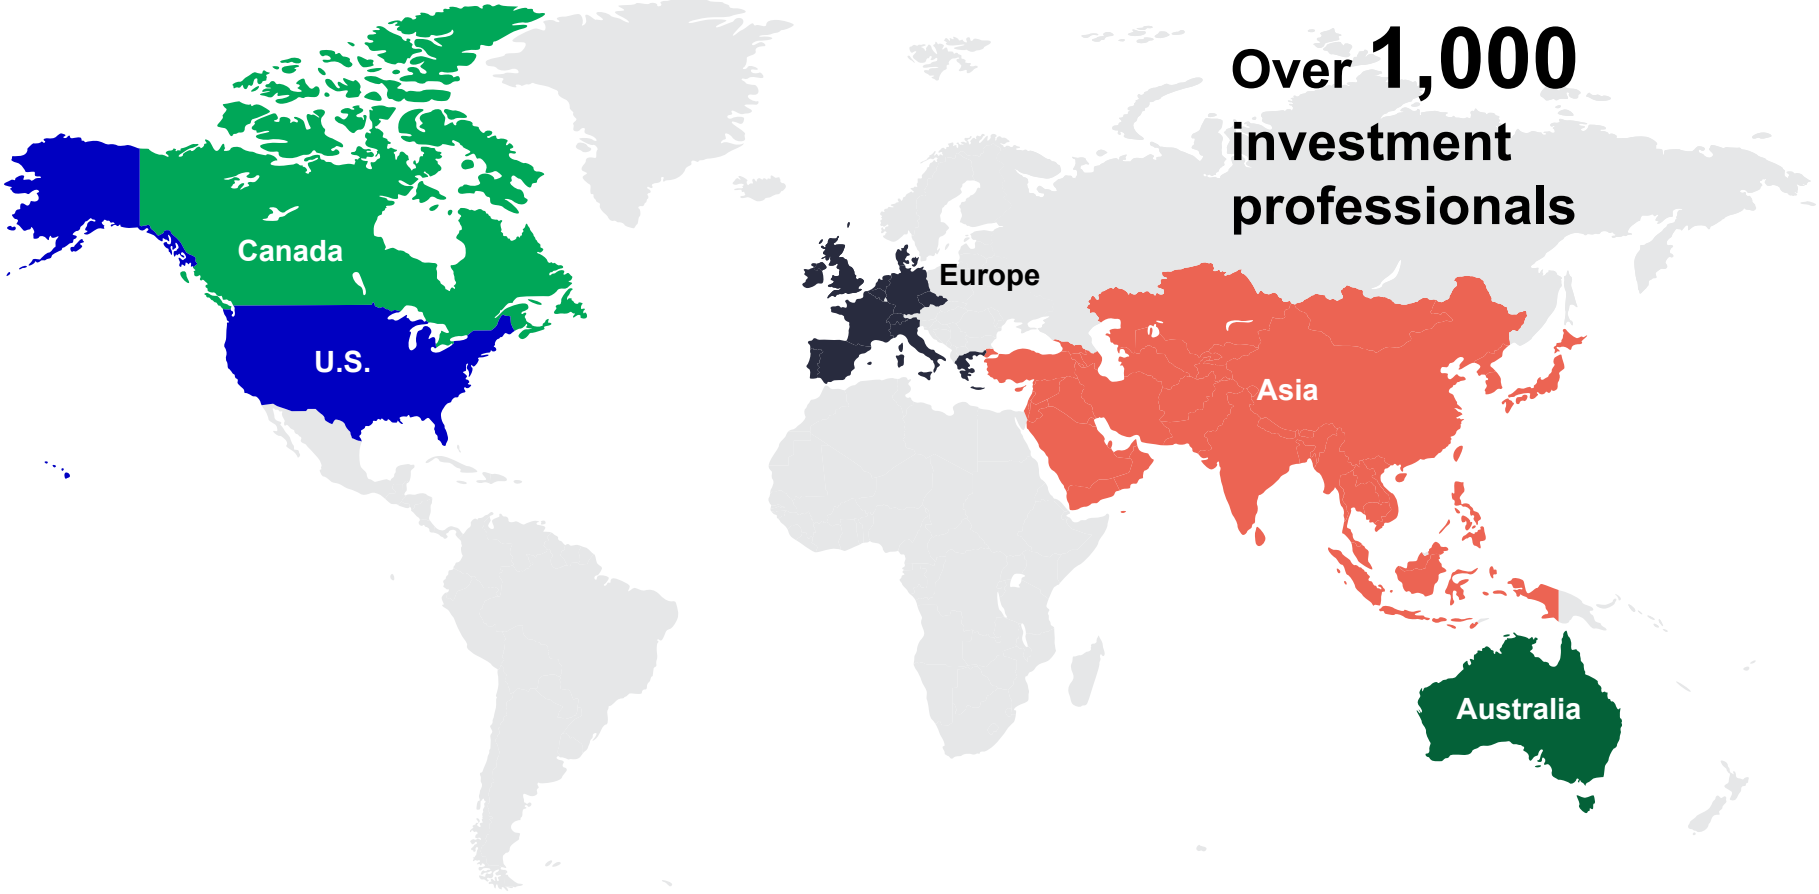 Over 1,000
investment
professionals
Canada
Europe
U.S.
Asia
Australia